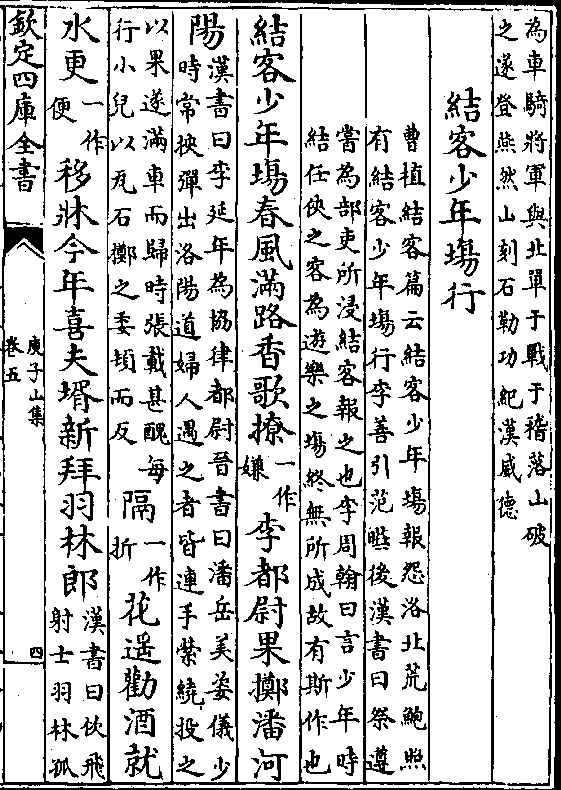 為車騎將軍與北單于戰于稽落山破
之遂登燕然山刻石勒功紀漢威德
結客少年場行
曹植結客篇云結客少年場報怨洛北荒鮑照
有結客少年場行李善引范曄後漢書曰祭遵
嘗為部吏所浸結客報之也李周翰曰言少年時
結任俠之客為遊樂之場終無所成故有斯作也
結客少年塲春風滿路香歌撩一作嫌李都尉果擲潘河
陽漢書曰李延年為協律都尉晉書曰潘岳美姿儀少
時常挾彈出洛陽道婦人遇之者皆連手縈繞投之
以果遂滿車而歸時張載甚醜每
行小兒以瓦石擲之委頓而反
隔一作折花遥勸酒就
水更一作便移牀今年喜夫壻新拜羽林郎漢書曰佽飛
射士羽林孤
欽定四庫全書
庾子山集
卷五
四